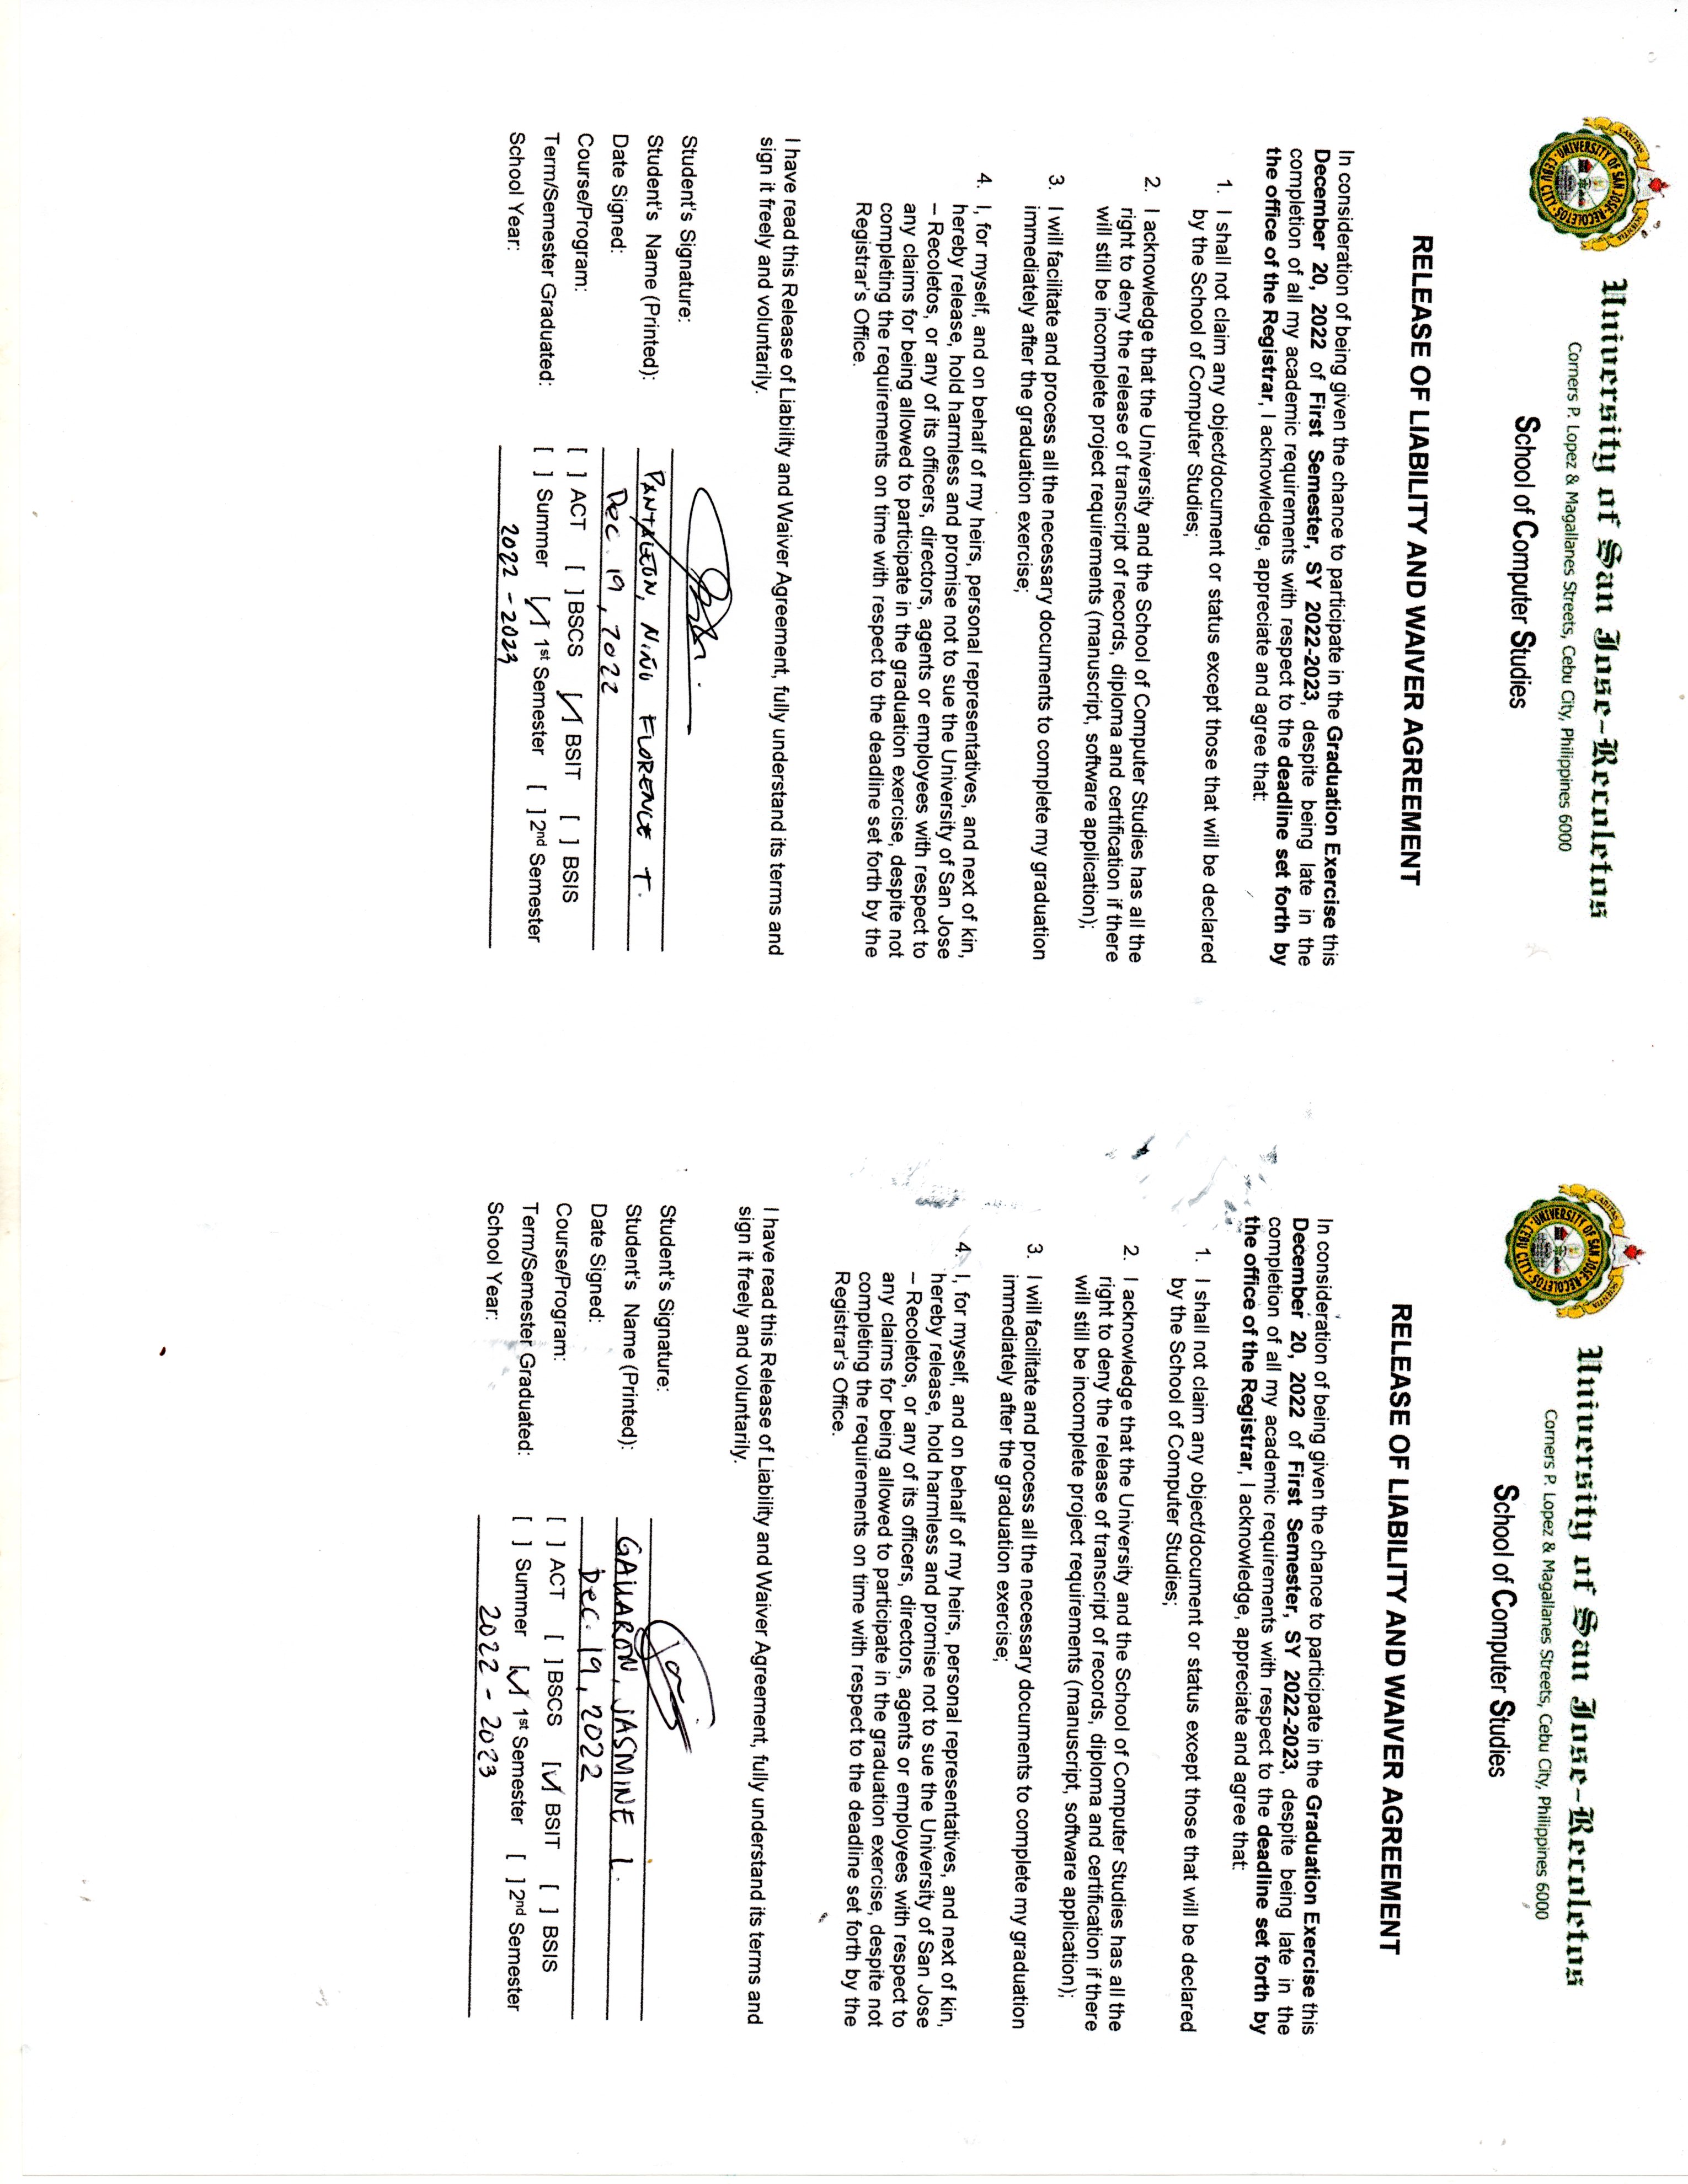 University of San Jose-Recoletos
Corners P. Lopez & Magallanes Streets, Cebu City, Philippines 6000
School of Computer Studies
RELEASE OF LIABILITY AND WAIVER AGREEMENT
In consideration of being given the chance to participate in the Graduation Exercise this
December 20, 2022 of First Semester, SY 2022-2023, despite being late in the
completion of all my academic requirements with respect to the deadline set forth by
the office of the Registrar, I acknowledge, appreciate and agree that:
1. I shall not claim any object/document or status except those that will be declared
by the School of Computer Studies;
2. I acknowledge that the University and the School of Computer Studies has all the
right to deny the release of transcript of records, diploma and certification if there
will still be incomplete project requirements (manuscript, software application);
3. I will facilitate and process all the necessary documents to complete my graduation
immediately after the graduation exercise;
4. I, for myself, and on behalf of my heirs, personal representatives, and next of kin,
hereby release, hold harmless and promise not to sue the University of San Jose
– Recoletos, or any of its officers, directors, agents or employees with respect to
any claims for being allowed to participate in the graduation exercise, despite not
completing the requirements on time with respect to the deadline set forth by the
Registrar's Office.
I have read this Release of Liability and Waiver Agreement, fully understand its terms and
sign it freely and voluntarily.
Student's Signature:
Student's Name (Printed): PANTALEON, NIÑO FLORENCE T.
Date Signed: Dec. 19, 2022
Course/Program: [ ] ACT [ ] BSCS [✓] BSIT [ ] BSIS
Term/Semester Graduated: [ ] Summer [✓] 1st Semester [ ] 2nd Semester
School Year: 2022 - 2023
UNIVERSITY OF SAN JOSE-RECOLETOS
CEBU CITY
CARITAS
SCIENTIA
University of San Jose-Recoletos
Corners P. Lopez & Magallanes Streets, Cebu City, Philippines 6000
School of Computer Studies
RELEASE OF LIABILITY AND WAIVER AGREEMENT
In consideration of being given the chance to participate in the Graduation Exercise this
December 20, 2022 of First Semester, SY 2022-2023, despite being late in the
completion of all my academic requirements with respect to the deadline set forth by
the office of the Registrar, I acknowledge, appreciate and agree that:
1. I shall not claim any object/document or status except those that will be declared
by the School of Computer Studies;
2. I acknowledge that the University and the School of Computer Studies has all the
right to deny the release of transcript of records, diploma and certification if there
will still be incomplete project requirements (manuscript, software application);
3. I will facilitate and process all the necessary documents to complete my graduation
immediately after the graduation exercise;
4. I, for myself, and on behalf of my heirs, personal representatives, and next of kin,
hereby release, hold harmless and promise not to sue the University of San Jose
– Recoletos, or any of its officers, directors, agents or employees with respect to
any claims for being allowed to participate in the graduation exercise, despite not
completing the requirements on time with respect to the deadline set forth by the
Registrar's Office.
I have read this Release of Liability and Waiver Agreement, fully understand its terms and
sign it freely and voluntarily.
Student's Signature:
Student's Name (Printed): GALLARON, JASMINE L.
Date Signed: Dec. 19, 2022
Course/Program: [ ] ACT [ ] BSCS [✓] BSIT [ ] BSIS
Term/Semester Graduated: [ ] Summer [✓] 1st Semester [ ] 2nd Semester
School Year: 2022 - 2023
UNIVERSITY OF SAN JOSE-RECOLETOS
CEBU CITY
CARITAS
SCIENTIA